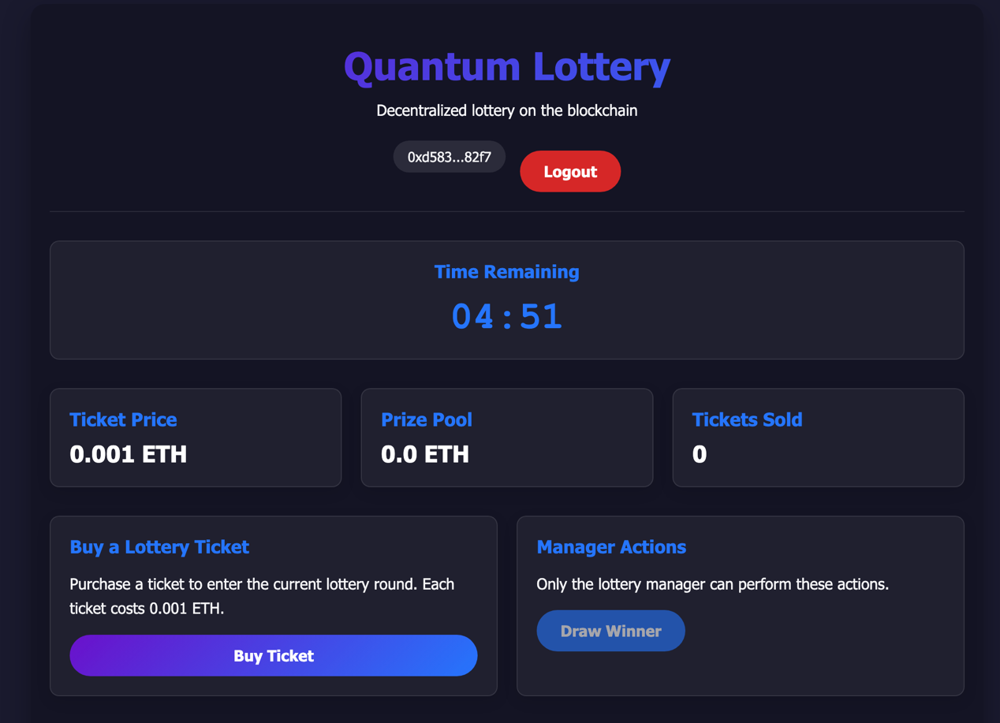 Quantum Lottery
Decentralized lottery on the blockchain
0xd583...82f7
Logout
Time Remaining
04:51
Ticket Price
0.001 ETH
Prize Pool
0.0 ETH
Tickets Sold
0
Buy a Lottery Ticket
Purchase a ticket to enter the current lottery round. Each
ticket costs 0.001 ETH.
Buy Ticket
Manager Actions
Only the lottery manager can perform these actions.
Draw Winner